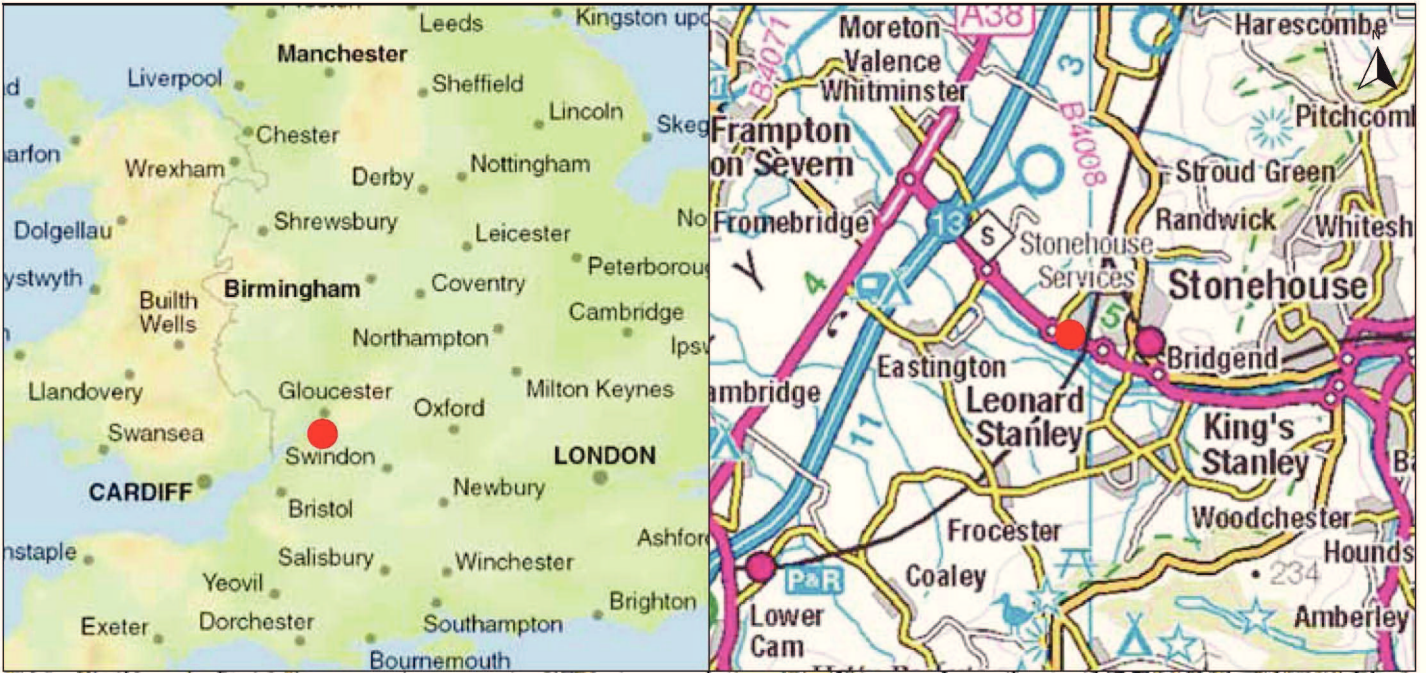 Preston
Leeds
Kingston upo
Manchester
Liverpool
Sheffield
Lincoln
Chester
Skeg
arfon
Wrexham
Nottingham
Derby
Dolgellau
Shrewsbury
No
Leicester
ystwyth
Peterboroug
Birmingham
Coventry
Builth
Wells
Cambridge
Northampton
Ipsw
Llandovery
Gloucester
Milton Keynes
Oxford
Swansea
Swindon
LONDON
CARDIFF
Newbury
Bristol
nstaple
Salisbury
Winchester
Ashford
Yeovil
Exeter
Dorchester
Southampton
Brighton
Bournemouth
A38
N
Moreton
Valence
Harescombe
B4071
3
Whitminster
B4008
Pitchcomb
Frampton
on Severn
Stroud Green
Fromebridge
13
S
Randwick
Whitesh
Stonehouse
Services
4
Stonehouse
5
Bridgend
Eastington
ambridge
Leonard
Stanley
King's
Stanley
11
Ba
Frocester
Woodchester
Hounds
P&R
Coaley
234
Lower
Cam
Amberley